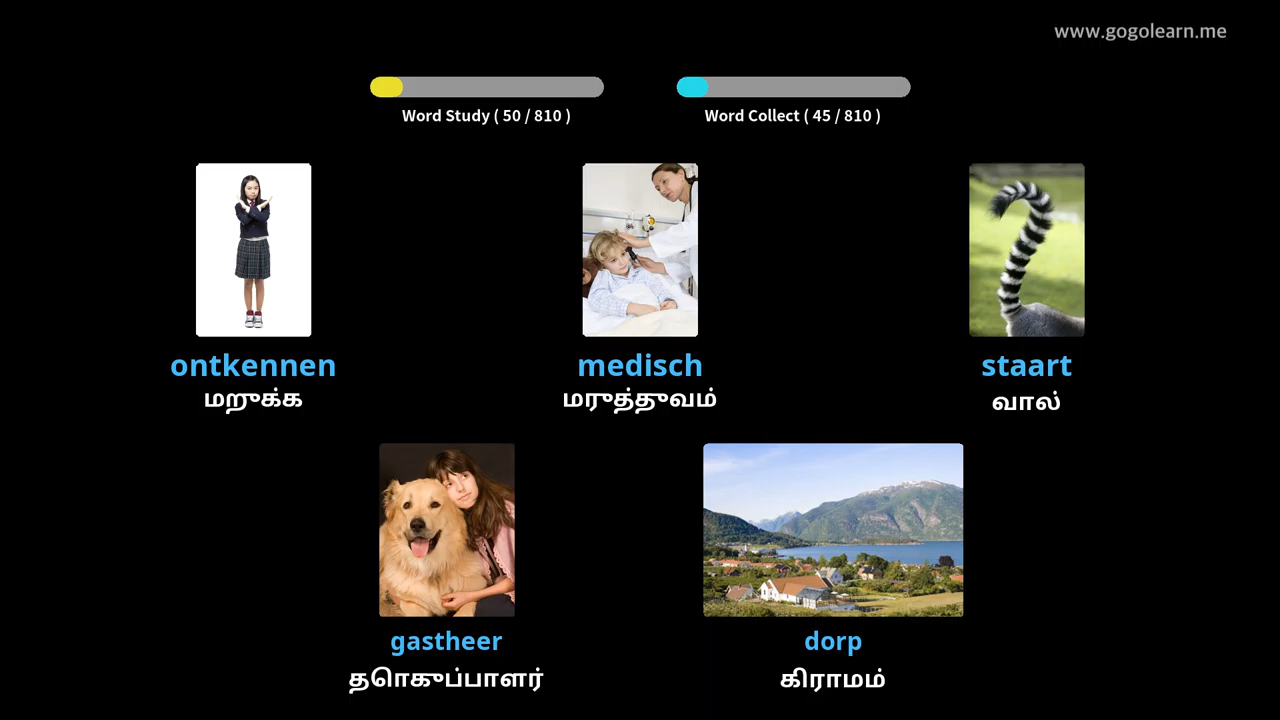 www.gogolearn.me
Word Study ( 50 / 810 )
Word Collect ( 45 / 810 )
ontkennen
மறுக்க
medisch
மருத்துவம்
staart
வால்
gastheer
தொகுப்பாளர்
dorp
கிராமம்